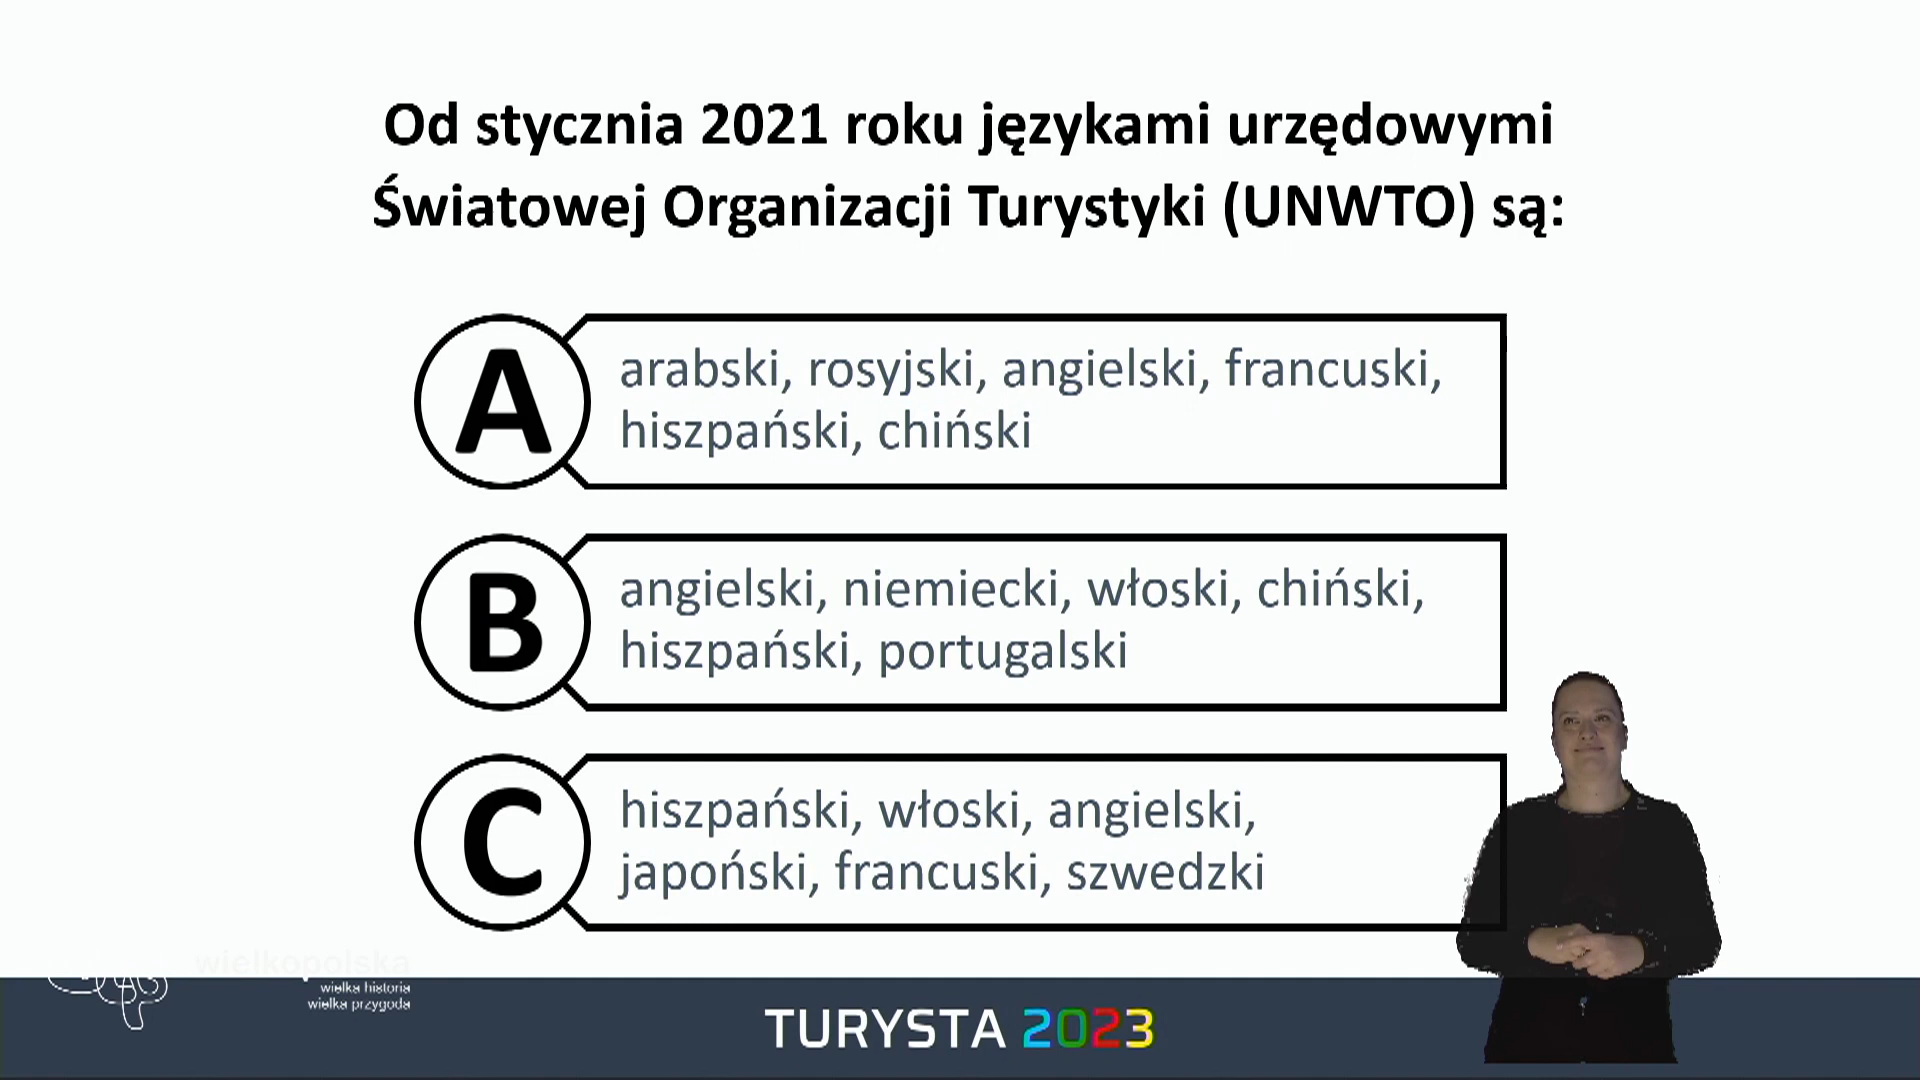 Od stycznia 2021 roku językami urzędowymi
Światowej Organizacji Turystyki (UNWTO) są:
A
arabski, rosyjski, angielski, francuski,
hiszpański, chiński
B
angielski, niemiecki, włoski, chiński,
hiszpański, portugalski
C
hiszpański, włoski, angielski,
japoński, francuski, szwedzki
wielkopolska
wielka historia
wielka przygoda
TURYSTA 2023